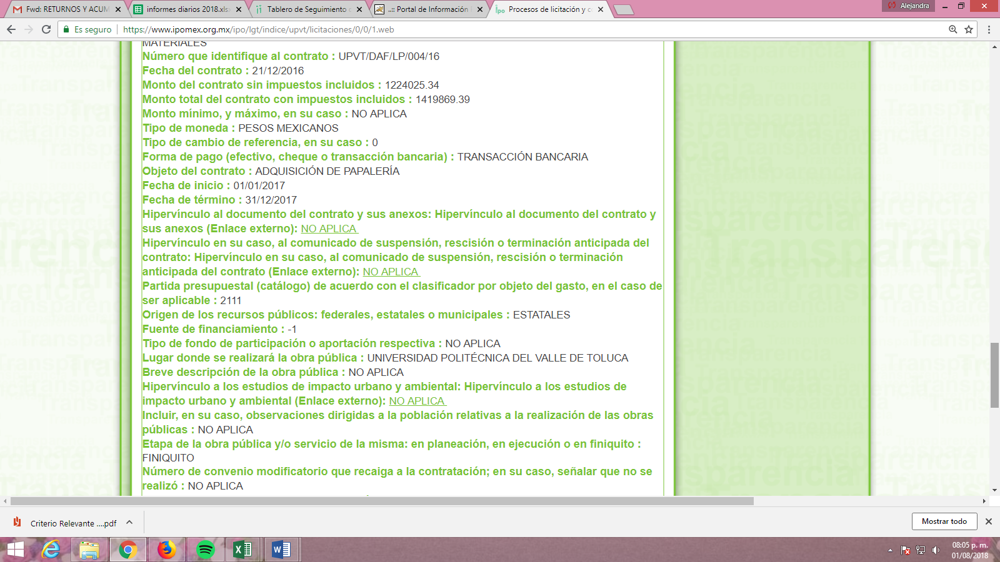 Fwd: RETURNOS Y ACUM
informes diarios 2018.xlsx
Tablero de Seguimiento
..:: Portal de Información
Procesos de licitación y co
Alejandra
Es seguro
https://www.ipomex.org.mx/ipo/lgt/indice/upvt/licitaciones/0/0/1.web
MATERIALES
Número que identifique al contrato : UPVT/DAF/LP/004/16
Fecha del contrato : 21/12/2016
Monto del contrato sin impuestos incluidos : 1224025.34
Monto total del contrato con impuestos incluidos : 1419869.39
Monto mínimo, y máximo, en su caso : NO APLICA
Tipo de moneda : PESOS MEXICANOS
Tipo de cambio de referencia, en su caso : 0
Forma de pago (efectivo, cheque o transacción bancaria) : TRANSACCIÓN BANCARIA
Objeto del contrato : ADQUISICIÓN DE PAPALERÍA
Fecha de inicio : 01/01/2017
Fecha de término : 31/12/2017
Hipervínculo al documento del contrato y sus anexos: Hipervínculo al documento del contrato y
sus anexos (Enlace externo): NO APLICA
Hipervínculo en su caso, al comunicado de suspensión, rescisión o terminación anticipada del
contrato: Hipervínculo en su caso, al comunicado de suspensión, rescisión o terminación
anticipada del contrato (Enlace externo): NO APLICA
Partida presupuestal (catálogo) de acuerdo con el clasificador por objeto del gasto, en el caso de
ser aplicable : 2111
Origen de los recursos públicos: federales, estatales o municipales : ESTATALES
Fuente de financiamiento : -1
Tipo de fondo de participación o aportación respectiva : NO APLICA
Lugar donde se realizará la obra pública : UNIVERSIDAD POLITÉCNICA DEL VALLE DE TOLUCA
Breve descripción de la obra pública : NO APLICA
Hipervínculo a los estudios de impacto urbano y ambiental: Hipervínculo a los estudios de
impacto urbano y ambiental (Enlace externo): NO APLICA
Incluir, en su caso, observaciones dirigidas a la población relativas a la realización de las obras
públicas : NO APLICA
Etapa de la obra pública y/o servicio de la misma: en planeación, en ejecución o en finiquito :
FINIQUITO
Número de convenio modificatorio que recaiga a la contratación; en su caso, señalar que no se
realizó : NO APLICA
Criterio Relevante ....pdf
Mostrar todo
08:05 p. m.
01/08/2018